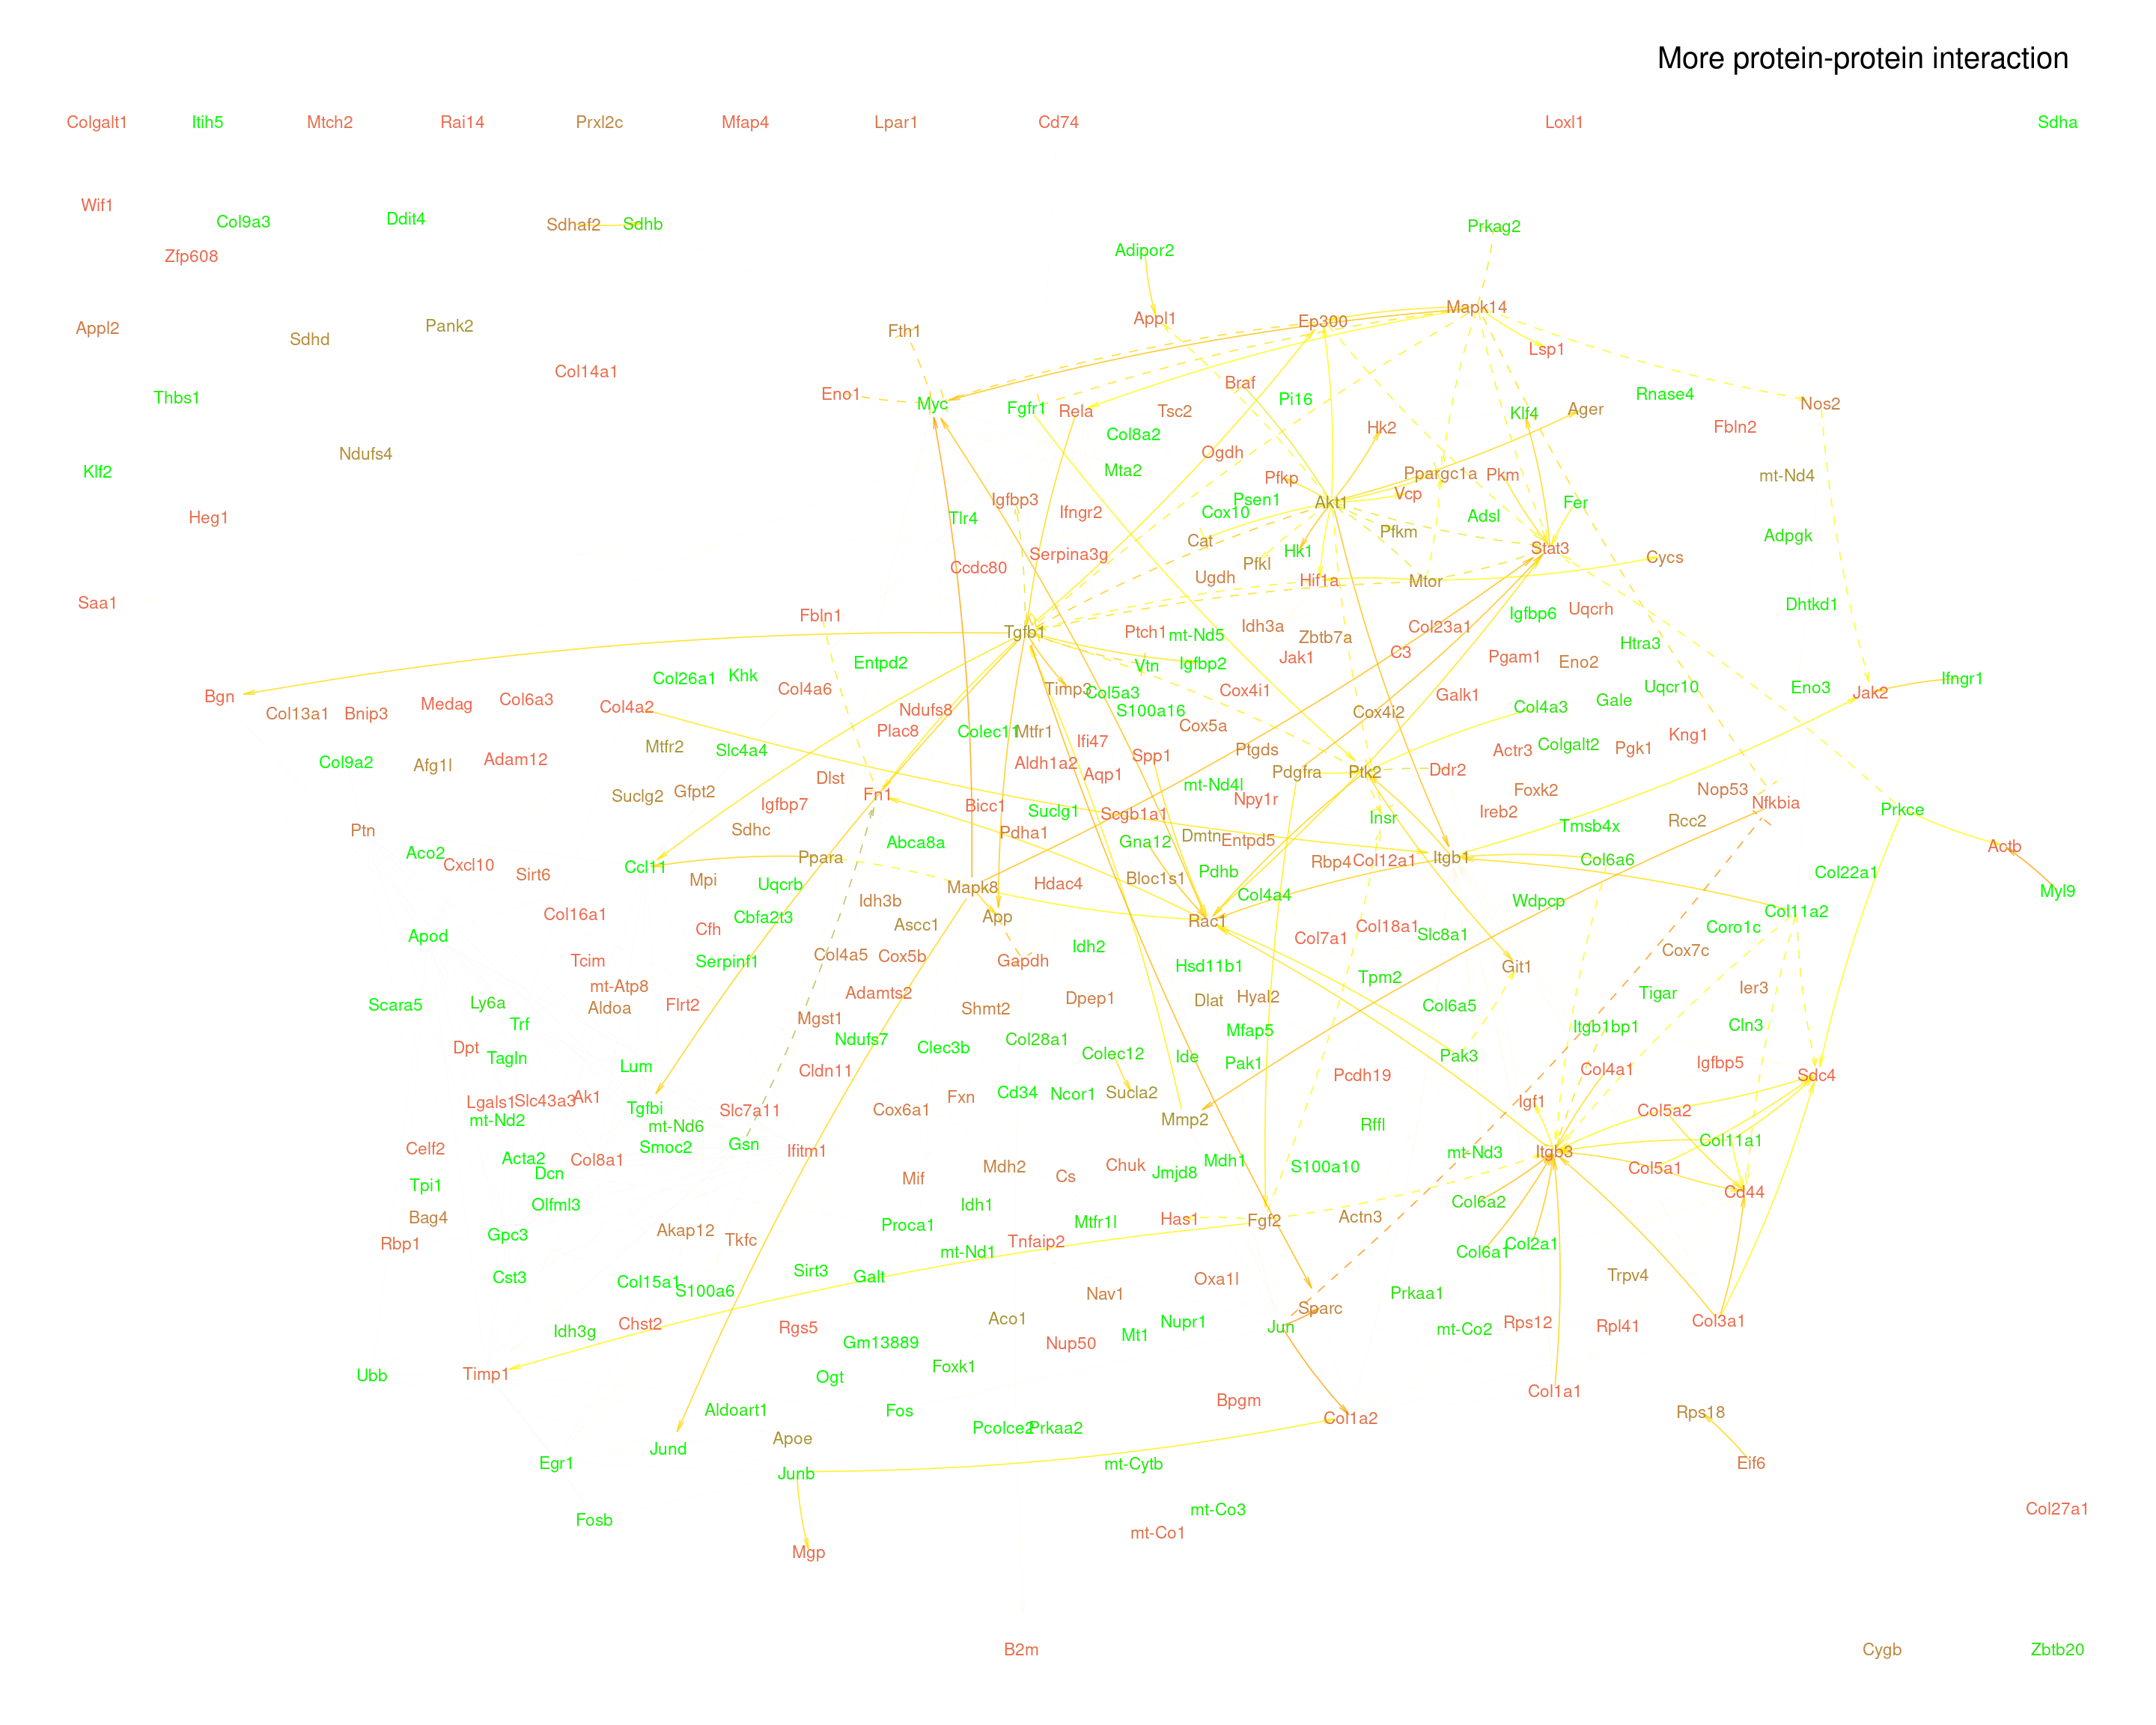 More protein-protein interaction
Colgalt1 Itih5 Mtch2 Rai14 Prxl2c Mfap4 Lpar1 Cd74 Loxl1 Sdha
Wif1
Col9a3 Ddit4 Sdhaf2 Sdhb Prkag2
Zfp608 Adipor2
Appl2 Sdhd Pank2 Fth1 Appl1 Ep300 Mapk14
Col14a1 Lsp1
Thbs1 Eno1 Myc Fgfr1 Rela Braf Tsc2 Pi16 Klf4 Ager Rnase4 Nos2
Col8a2 Hk2 Fbln2
Klf2 Ndufs4 Mta2 Ogdh Pfkp Ppargc1a Pkm mt-Nd4
Heg1 Tlr4 Igfbp3 Ifngr2 Cox10 Psen1 Akt1 Vcp Adsl Fer
Ccdc80 Serpina3g Cat Pfkl Hk1 Pfkm Stat3 Cycs Adpgk
Saa1 Fbln1 Ugdh Hif1a Mtor Igfbp6 Uqcrh Dhtkd1
Tgfb1 Ptch1 mt-Nd5 Idh3a Zbtb7a Col23a1 Htra3
Entpd2 Vtn Igfbp2 Jak1 C3 Pgam1 Eno2
Bgn Col26a1 Khk Col4a6 Timp3 Col5a3 Cox4i1 Galk1 Uqcr10 Eno3 Jak2 Ifngr1
Col13a1 Bnip3 Medag Col6a3 Col4a2 Ndufs8 S100a16 Cox5a Cox4i2 Col4a3 Gale
Mtfr2 Slc4a4 Plac8 Colec11 Mtfr1 Ifi47 Spp1 Ptgds Actr3 Colgalt2 Pgk1 Kng1
Col9a2 Afg1l Adam12 Dlst Aldh1a2 Aqp1 Pdgfra Ptk2 Ddr2
Suclg2 Gfpt2 Igfbp7 Fn1 Bicc1 Suclg1 Scgb1a1 mt-Nd4l Npy1r Insr Foxk2 Ireb2 Nop53 Nfkbia Prkce
Ptn Sdhc Abca8a Pdha1 Gna12 Dmtn Entpd5 Tmsb4x Rcc2 Actb
Aco2 Cxcl10 Sirt6 Ccl11 Ppara Rbp4 Col12a1 Itgb1 Col6a6
Mpi Uqcrb Mapk8 Hdac4 Bloc1s1 Pdhb Col22a1 Myl9
Col16a1 Cfh Cbfa2t3 Idh3b Ascc1 App Rac1 Col4a4 Wdpcp Col11a2
Apod Idh2 Col7a1 Col18a1 Slc8a1 Coro1c
Tcim Serpinf1 Col4a5 Cox5b Gapdh Hsd11b1 Git1 Cox7c
Scara5 Ly6a mt-Atp8 Aldoa Flrt2 Adamts2 Shmt2 Dpep1 Dlat Hyal2 Tpm2 Col6a5 Tigar Ier3
Trf Mgst1 Ndufs7 Clec3b Col28a1 Mfap5 Itgb1bp1 Cln3
Dpt Tagln Lum Cldn11 Colec12 Ide Pak1 Pcdh19 Pak3 Col4a1 Igfbp5 Sdc4
Lgals1 Slc43a3 Ak1 Tgfbi Slc7a11 Cox6a1 Fxn Cd34 Ncor1 Sucla2 Igf1 Col5a2
mt-Nd2 mt-Nd6 Mmp2 Rffl
Celf2 Acta2 Dcn Col8a1 Smoc2 Gsn Ifitm1 Mif Mdh2 Cs Chuk Jmjd8 Mdh1 S100a10 mt-Nd3 Itgb3 Col5a1 Col11a1
Tpi1 Olfml3 Idh1 Col6a2 Cd44
Bag4 Gpc3 Akap12 Tkfc Proca1 Mtfr1l Has1 Fgf2 Actn3
Rbp1 mt-Nd1 Tnfaip2 Col6a1 Col2a1
Cst3 Col15a1 S100a6 Sirt3 Galt Nav1 Oxa1l Prkaa1 Trpv4
Idh3g Chst2 Rgs5 Gm13889 Aco1 Nup50 Mt1 Nupr1 Jun Sparc mt-Co2 Rps12 Rpl41 Col3a1
Ubb Timp1 Ogt Foxk1 Col1a1
Aldoart1 Fos Pcolce2 Prkaa2 Bpgm Col1a2 Rps18
Egr1 Jund Apoe Junb mt-Cytb Eif6
Fosb mt-Co3 mt-Co1 Col27a1
Mgp
B2m Cygb Zbtb20